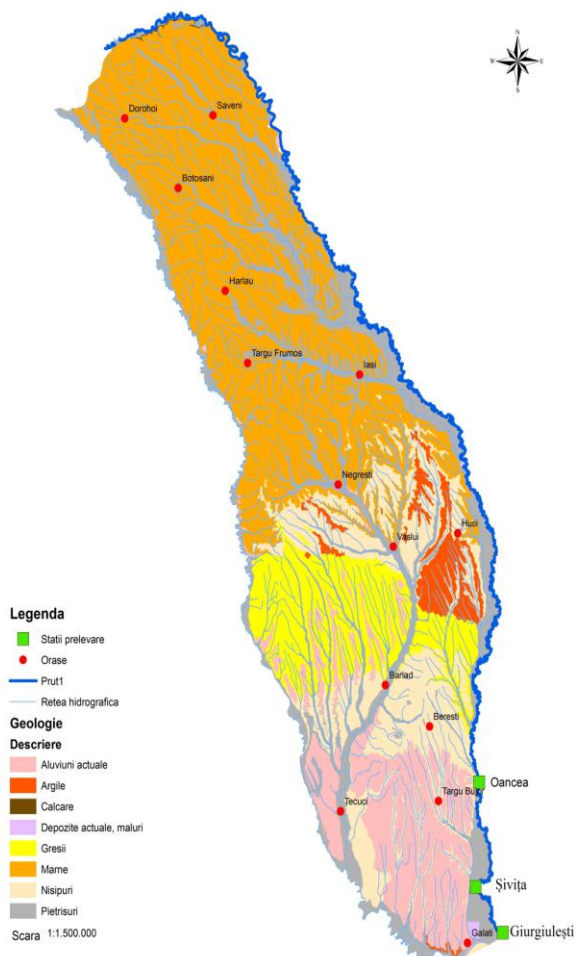 N
W E
S
Dorohoi
Saveni
Botosani
Harlau
Targu Frumos
Iasi
Negresti
Husi
Vaslui
Barlad
Beresti
Oancea
Targu Bujor
Tecuci
Șivița
Giurgiulești
Galati
Legenda
Statii prelevare
Orase
Prut1
Retea hidrografica
Geologie
Descriere
Aluviuni actuale
Argile
Calcare
Depozite actuale, maluri
Gresii
Marne
Nisipuri
Pietrisuri
Scara 1:1.500.000